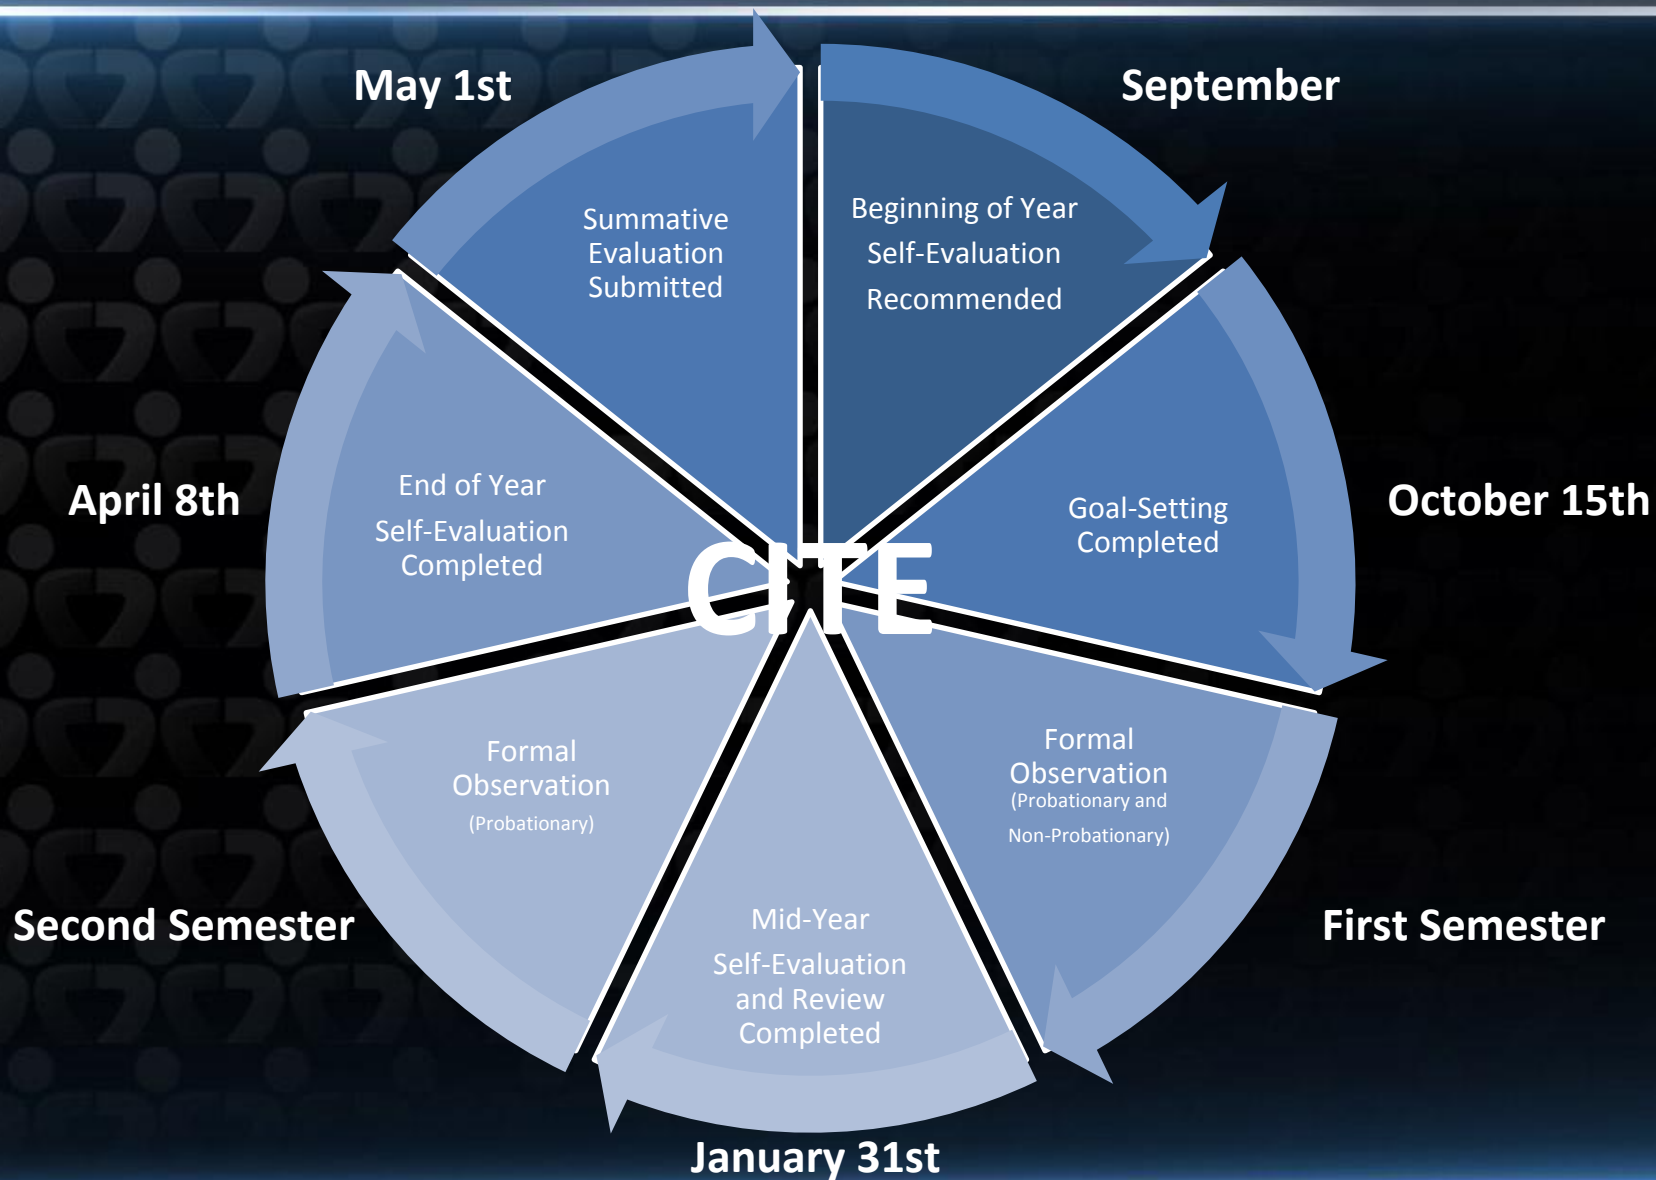 September
Beginning of Year
Self-Evaluation
Recommended
October 15th
Goal-Setting
Completed
First Semester
Formal
Observation
(Probationary and
Non-Probationary)
January 31st
Mid-Year
Self-Evaluation
and Review
Completed
Second Semester
Formal
Observation
(Probationary)
April 8th
End of Year
Self-Evaluation
Completed
May 1st
Summative
Evaluation
Submitted
CITE